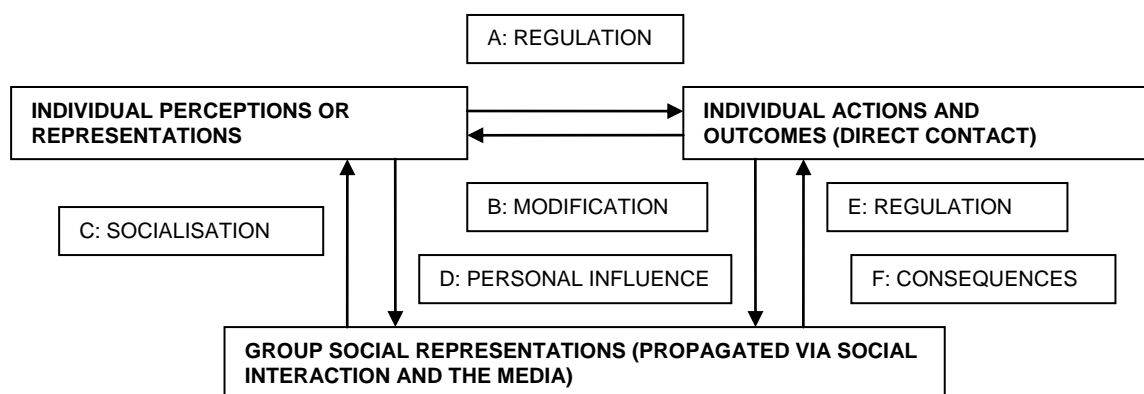 A: REGULATION
INDIVIDUAL PERCEPTIONS OR
REPRESENTATIONS
INDIVIDUAL ACTIONS AND
OUTCOMES (DIRECT CONTACT)
B: MODIFICATION
E: REGULATION
C: SOCIALISATION
D: PERSONAL INFLUENCE
F: CONSEQUENCES
GROUP SOCIAL REPRESENTATIONS (PROPAGATED VIA SOCIAL
INTERACTION AND THE MEDIA)